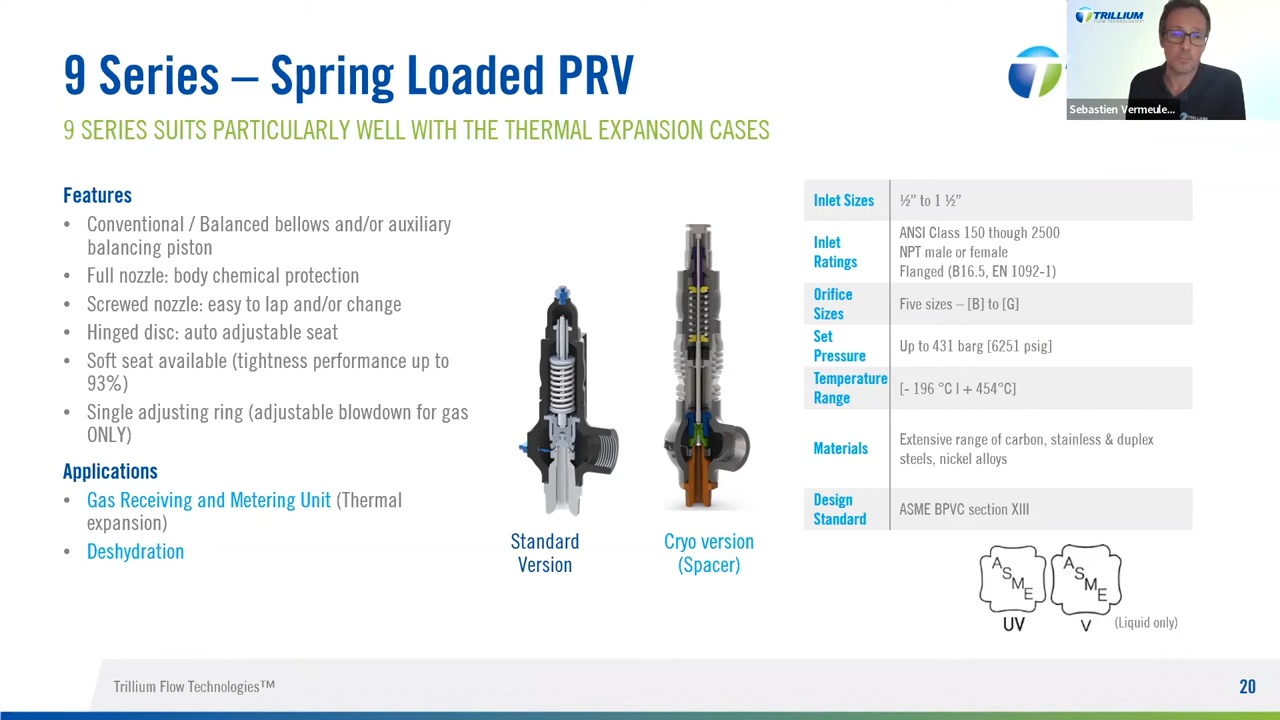 9 Series – Spring Loaded PRV
9 SERIES SUITS PARTICULARLY WELL WITH THE THERMAL EXPANSION CASES
TRILLIUM
FLOW TECHNOLOGIES
Sebastien Vermeule...
Features
• Conventional / Balanced bellows and/or auxiliary
balancing piston
• Full nozzle: body chemical protection
• Screwed nozzle: easy to lap and/or change
• Hinged disc: auto adjustable seat
• Soft seat available (tightness performance up to
93%)
• Single adjusting ring (adjustable blowdown for gas
ONLY)
Applications
• Gas Receiving and Metering Unit (Thermal
expansion)
• Deshydration
Standard
Version
Cryo version
(Spacer)
Inlet Sizes
½” to 1 ½”
Inlet
Ratings
ANSI Class 150 though 2500
NPT male or female
Flanged (B16.5, EN 1092-1)
Orifice
Sizes
Five sizes – [B] to [G]
Set
Pressure
Up to 431 barg [6251 psig]
Temperature
Range
[- 196 °C I + 454°C]
Materials
Extensive range of carbon, stainless & duplex
steels, nickel alloys
Design
Standard
ASME BPVC section XIII
ASME
UV
ASME
V
(Liquid only)
Trillium Flow Technologies™
20